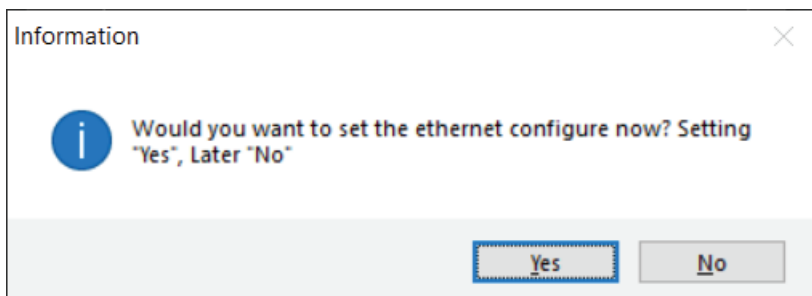 Information
Would you want to set the ethernet configure now? Setting
"Yes", Later "No"
Yes
No